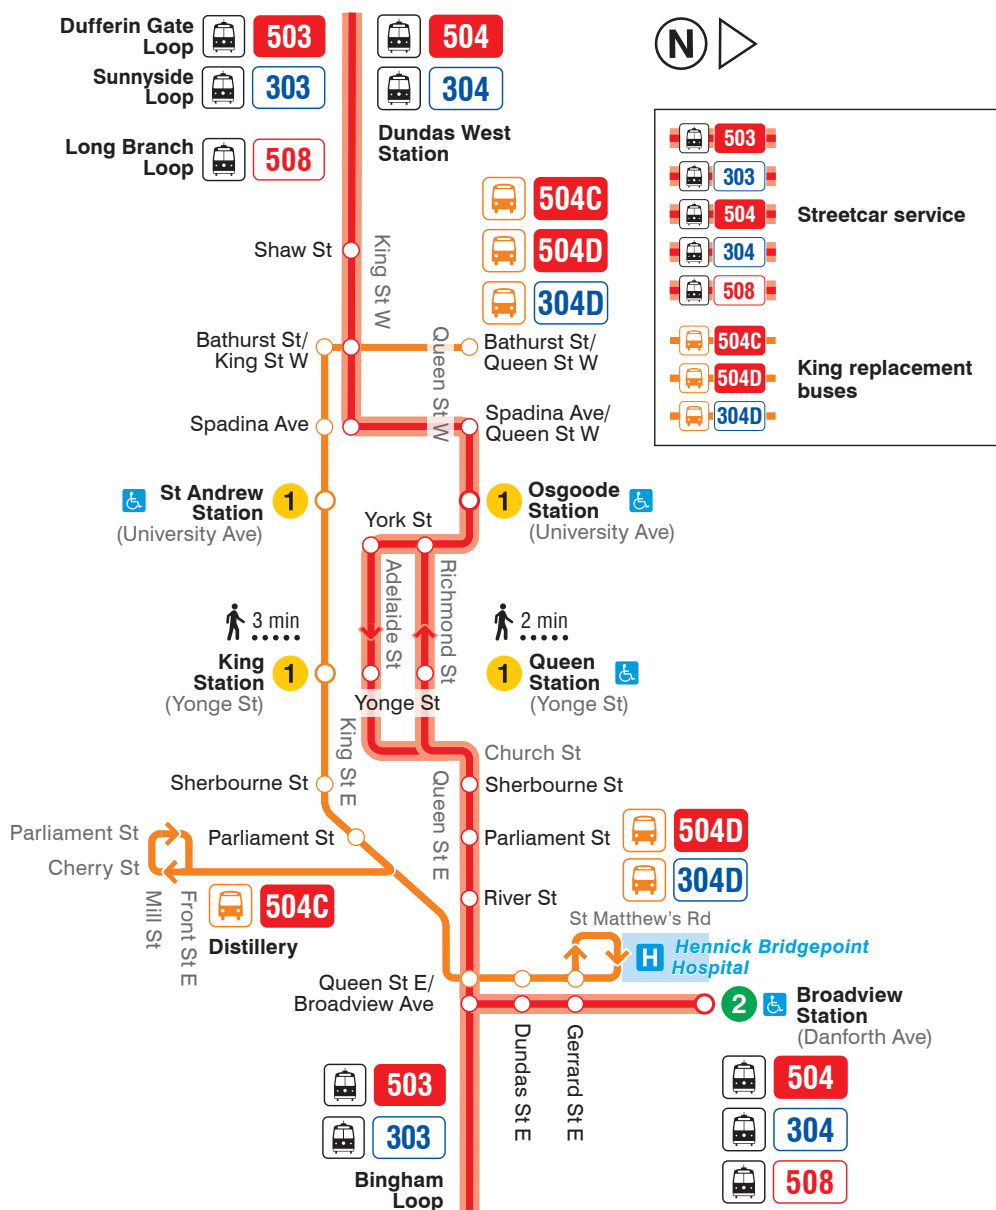 Dufferin Gate
Loop
503
504
N
Sunnyside
Loop
303
304
Dundas West
Station
Long Branch
Loop
508
503
303
504
304
508
Streetcar service
504C
504D
304D
King replacement
buses
504C
504D
304D
Shaw St
King St W
Bathurst St/
King St W
Queen St W
Bathurst St/
Queen St W
Spadina Ave
Spadina Ave/
Queen St W
St Andrew
Station
(University Ave)
1
1
Osgoode
Station
(University Ave)
York St
Adelaide St
Richmond St
3 min
2 min
King
Station
(Yonge St)
1
1
Queen
Station
(Yonge St)
Yonge St
King St E
Church St
Queen St E
Sherbourne St
Sherbourne St
Parliament St
Cherry St
Parliament St
Parliament St
504D
304D
Mill St
Front St E
504C
Distillery
River St
St Matthew's Rd
H
Hennick Bridgepoint
Hospital
Queen St E/
Broadview Ave
2
Broadview
Station
(Danforth Ave)
Dundas St E
Gerrard St E
503
303
Bingham
Loop
504
304
508